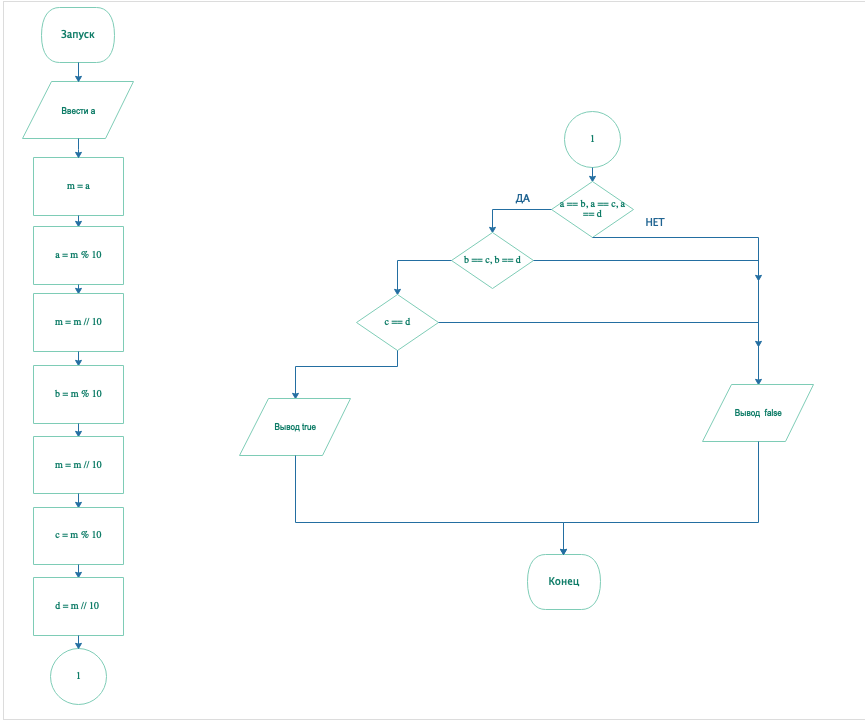 Запуск
Ввести a
m = a
a = m % 10
m = m // 10
b = m % 10
m = m // 10
c = m % 10
d = m // 10
1
1
a == b, a == c, a
== d
ДА
НЕТ
b == c, b == d
c == d
Вывод true
Вывод false
Конец